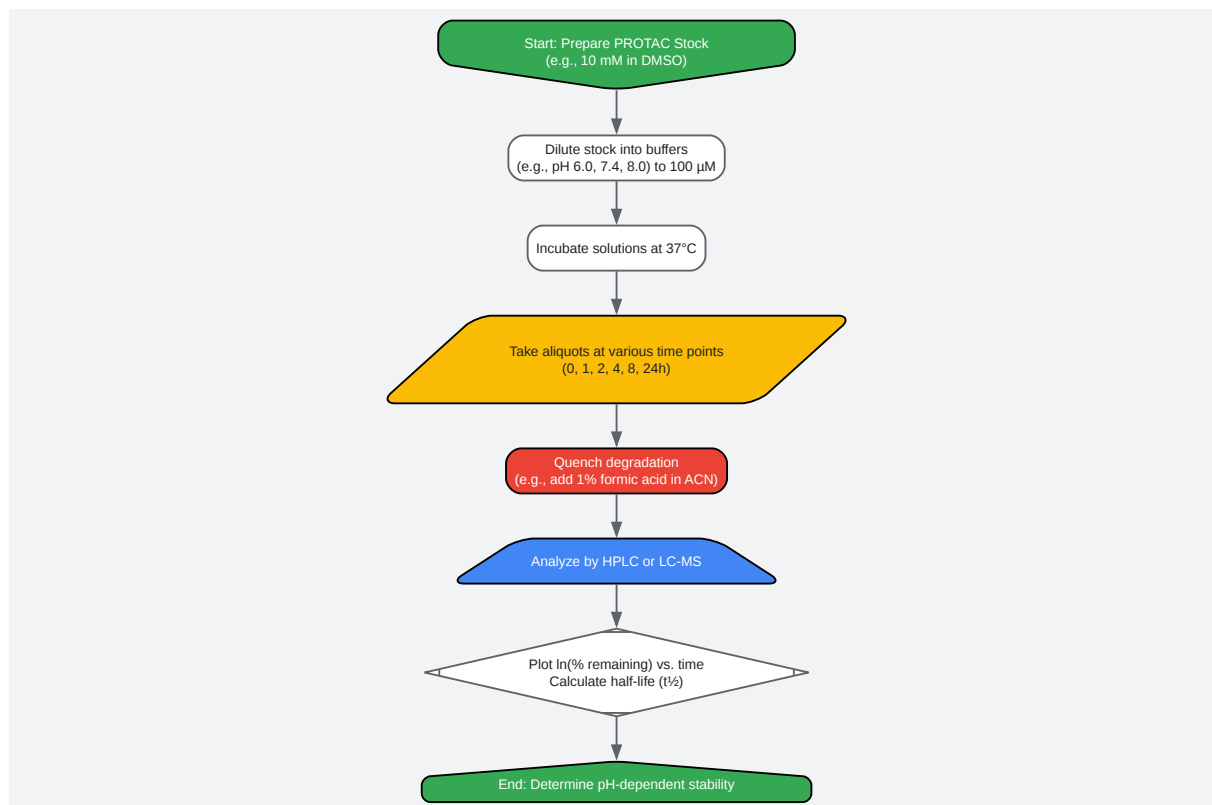 Start: Prepare PROTAC Stock
(e.g., 10 mM in DMSO)
Dilute stock into buffers
(e.g., pH 6.0, 7.4, 8.0) to 100 µM
Incubate solutions at 37°C
Take aliquots at various time points
(0, 1, 2, 4, 8, 24h)
Quench degradation
(e.g., add 1% formic acid in ACN)
Analyze by HPLC or LC-MS
Plot ln(% remaining) vs. time
Calculate half-life (t½)
End: Determine pH-dependent stability